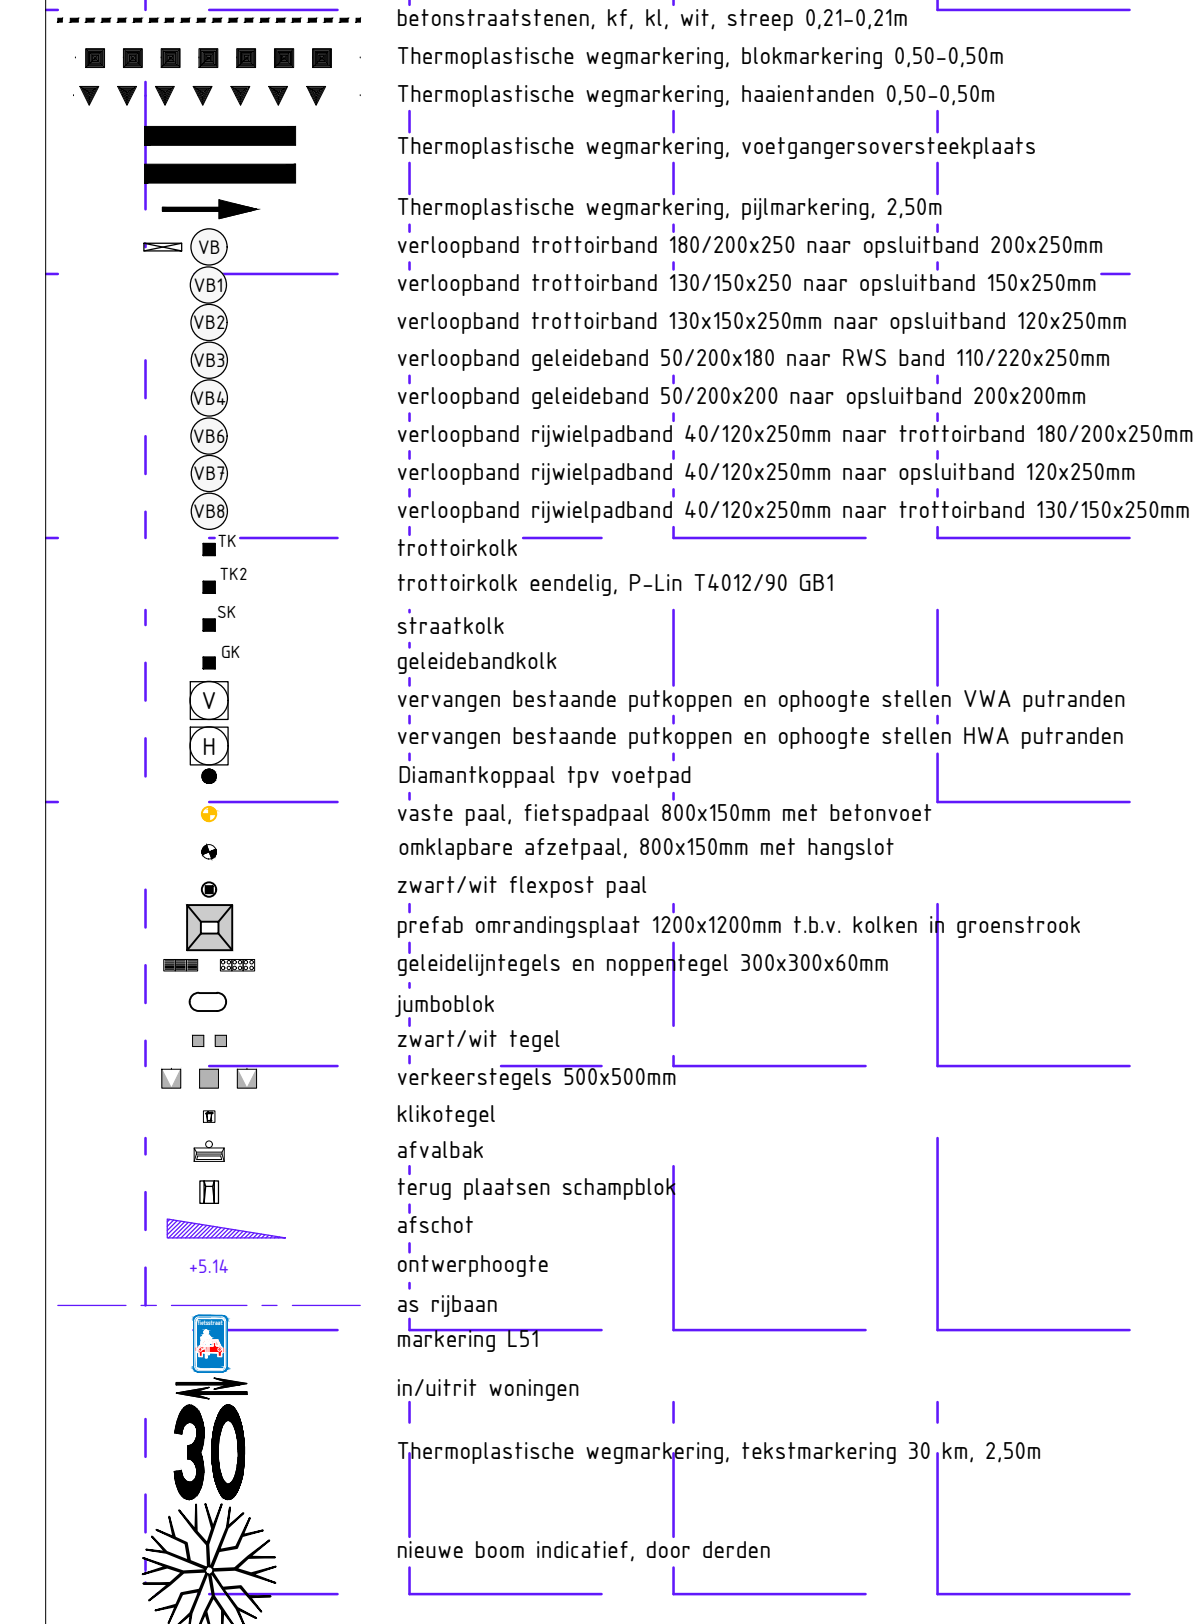 betonstraatstenen, kf, kl, wit, streep 0,21-0,21m
Thermoplastische wegmarkering, blokmarkering 0,50-0,50m
Thermoplastische wegmarkering, haaientanden 0,50-0,50m
Thermoplastische wegmarkering, voetgangersoversteekplaats
Thermoplastische wegmarkering, pijlmarkering, 2,50m
VB verloopband trottoirband 180/200x250 naar opsluitband 200x250mm
VB1 verloopband trottoirband 130/150x250 naar opsluitband 150x250mm
VB2 verloopband trottoirband 130x150x250mm naar opsluitband 120x250mm
VB3 verloopband geleideband 50/200x180 naar RWS band 110/220x250mm
VB4 verloopband geleideband 50/200x200 naar opsluitband 200x200mm
VB6 verloopband rijwielpadband 40/120x250mm naar trottoirband 180/200x250mm
VB7 verloopband rijwielpadband 40/120x250mm naar opsluitband 120x250mm
VB8 verloopband rijwielpadband 40/120x250mm naar trottoirband 130/150x250mm
TK trottoirkolk
TK2 trottoirkolk eendelig, P-Lin T4012/90 GB1
SK straatkolk
GK geleidebandkolk
V vervangen bestaande putkoppen en ophoogte stellen VWA putranden
H vervangen bestaande putkoppen en ophoogte stellen HWA putranden
Diamantkoppaal tpv voetpad
vaste paal, fietspadpaal 800x150mm met betonvoet
omklapbare afzetpaal, 800x150mm met hangslot
zwart/wit flexpost paal
prefab omrandingsplaat 1200x1200mm t.b.v. kolken in groenstrook
geleidelijntegels en noppentegel 300x300x60mm
jumboblok
zwart/wit tegel
verkeerstegels 500x500mm
klikotegel
afvalbak
terug plaatsen schampblok
afschot
+5.14 ontwerphoogte
as rijbaan
fietsstraat
markering L51
in/uitrit woningen
30 Thermoplastische wegmarkering, tekstmarkering 30 km, 2,50m
nieuwe boom indicatief, door derden